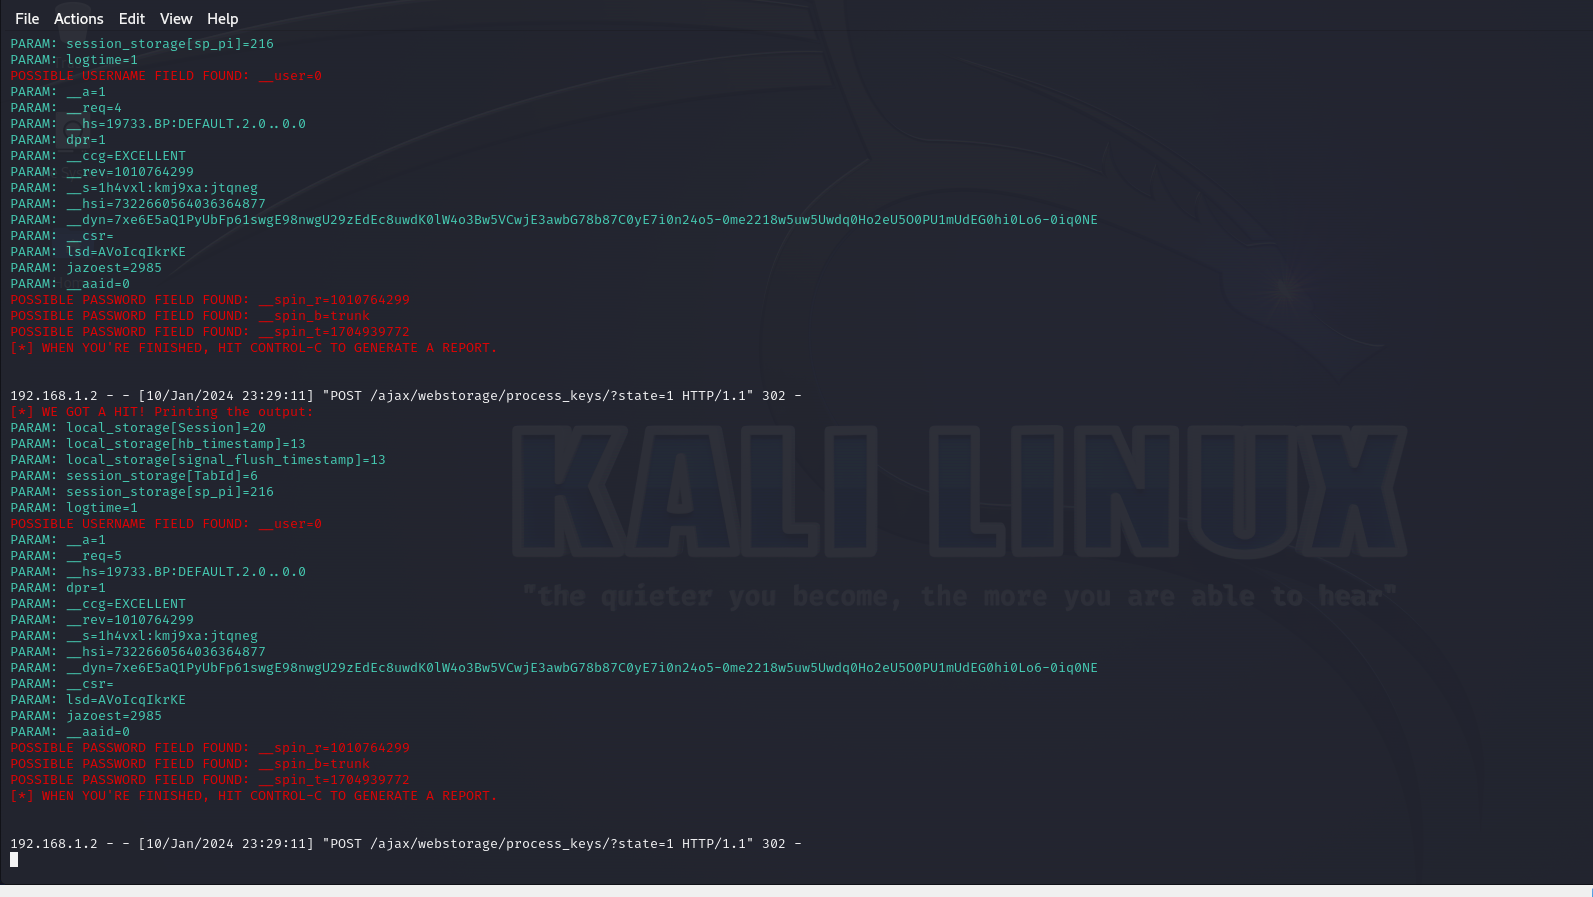 File Actions Edit View Help
PARAM: session_storage[sp_pi]=216
PARAM: logtime=1
POSSIBLE USERNAME FIELD FOUND: __user=0
PARAM: __a=1
PARAM: __req=4
PARAM: __hs=19733.BP:DEFAULT.2.0..0.0
PARAM: dpr=1
PARAM: __ccg=EXCELLENT
PARAM: __rev=1010764299
PARAM: __s=1h4vxl:kmj9xa:jtqneg
PARAM: __hsi=7322660564036364877
PARAM: __dyn=7xe6E5aQ1PyUbFp61swgE98nwgU29zEdEc8uwdK0lW4o3Bw5VCwjE3awbG78b87C0yE7i0n24o5-0me2218w5uw5Uwdq0Ho2eU5O0PU1mUdEG0hi0Lo6-0iq0NE
PARAM: __csr=
PARAM: lsd=AVoIcqIkrKE
PARAM: jazoest=2985
PARAM: __aaid=0
POSSIBLE PASSWORD FIELD FOUND: __spin_r=1010764299
POSSIBLE PASSWORD FIELD FOUND: __spin_b=trunk
POSSIBLE PASSWORD FIELD FOUND: __spin_t=1704939772
[*] WHEN YOU'RE FINISHED, HIT CONTROL-C TO GENERATE A REPORT.
192.168.1.2 - - [10/Jan/2024 23:29:11] "POST /ajax/webstorage/process_keys/?state=1 HTTP/1.1" 302 -
[*] WE GOT A HIT! Printing the output:
PARAM: local_storage[Session]=20
PARAM: local_storage[hb_timestamp]=13
PARAM: local_storage[signal_flush_timestamp]=13
PARAM: session_storage[TabId]=6
PARAM: session_storage[sp_pi]=216
PARAM: logtime=1
POSSIBLE USERNAME FIELD FOUND: __user=0
PARAM: __a=1
PARAM: __req=5
PARAM: __hs=19733.BP:DEFAULT.2.0..0.0
PARAM: dpr=1
PARAM: __ccg=EXCELLENT
PARAM: __rev=1010764299
PARAM: __s=1h4vxl:kmj9xa:jtqneg
PARAM: __hsi=7322660564036364877
PARAM: __dyn=7xe6E5aQ1PyUbFp61swgE98nwgU29zEdEc8uwdK0lW4o3Bw5VCwjE3awbG78b87C0yE7i0n24o5-0me2218w5uw5Uwdq0Ho2eU5O0PU1mUdEG0hi0Lo6-0iq0NE
PARAM: __csr=
PARAM: lsd=AVoIcqIkrKE
PARAM: jazoest=2985
PARAM: __aaid=0
POSSIBLE PASSWORD FIELD FOUND: __spin_r=1010764299
POSSIBLE PASSWORD FIELD FOUND: __spin_b=trunk
POSSIBLE PASSWORD FIELD FOUND: __spin_t=1704939772
[*] WHEN YOU'RE FINISHED, HIT CONTROL-C TO GENERATE A REPORT.
192.168.1.2 - - [10/Jan/2024 23:29:11] "POST /ajax/webstorage/process_keys/?state=1 HTTP/1.1" 302 -
KALI LINUX
"the quieter you become, the more you are able to hear"